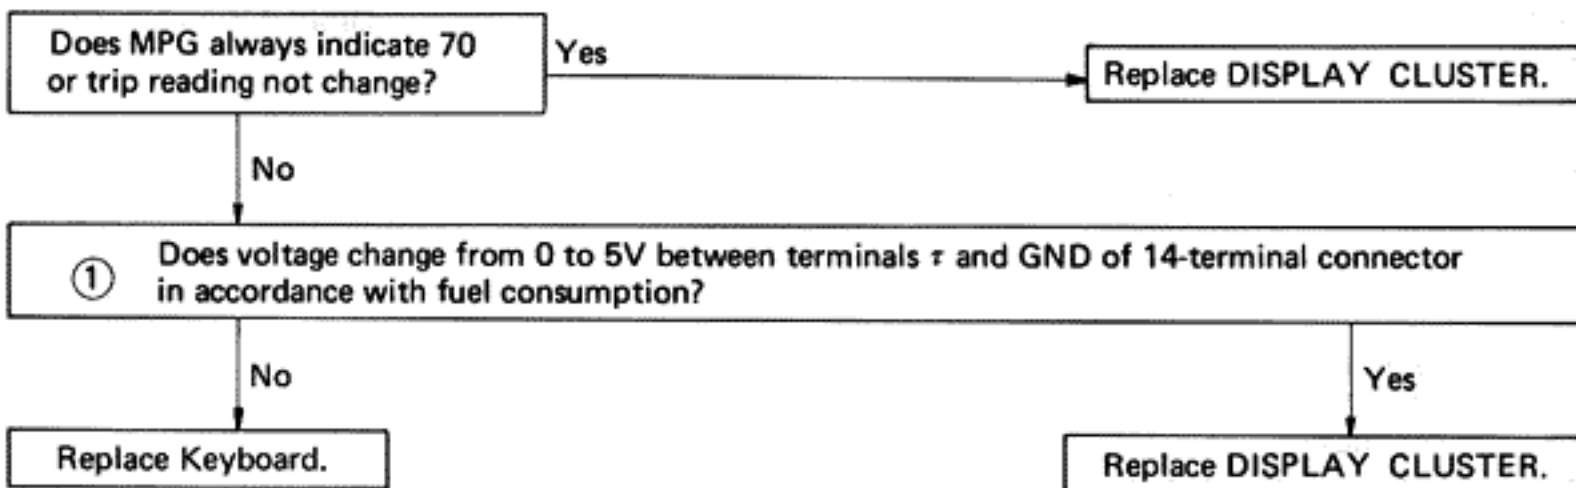 Does MPG always indicate 70
or trip reading not change?
Yes
Replace DISPLAY CLUSTER.
No
① Does voltage change from 0 to 5V between terminals τ and GND of 14-terminal connector
in accordance with fuel consumption?
No
Yes
Replace Keyboard.
Replace DISPLAY CLUSTER.